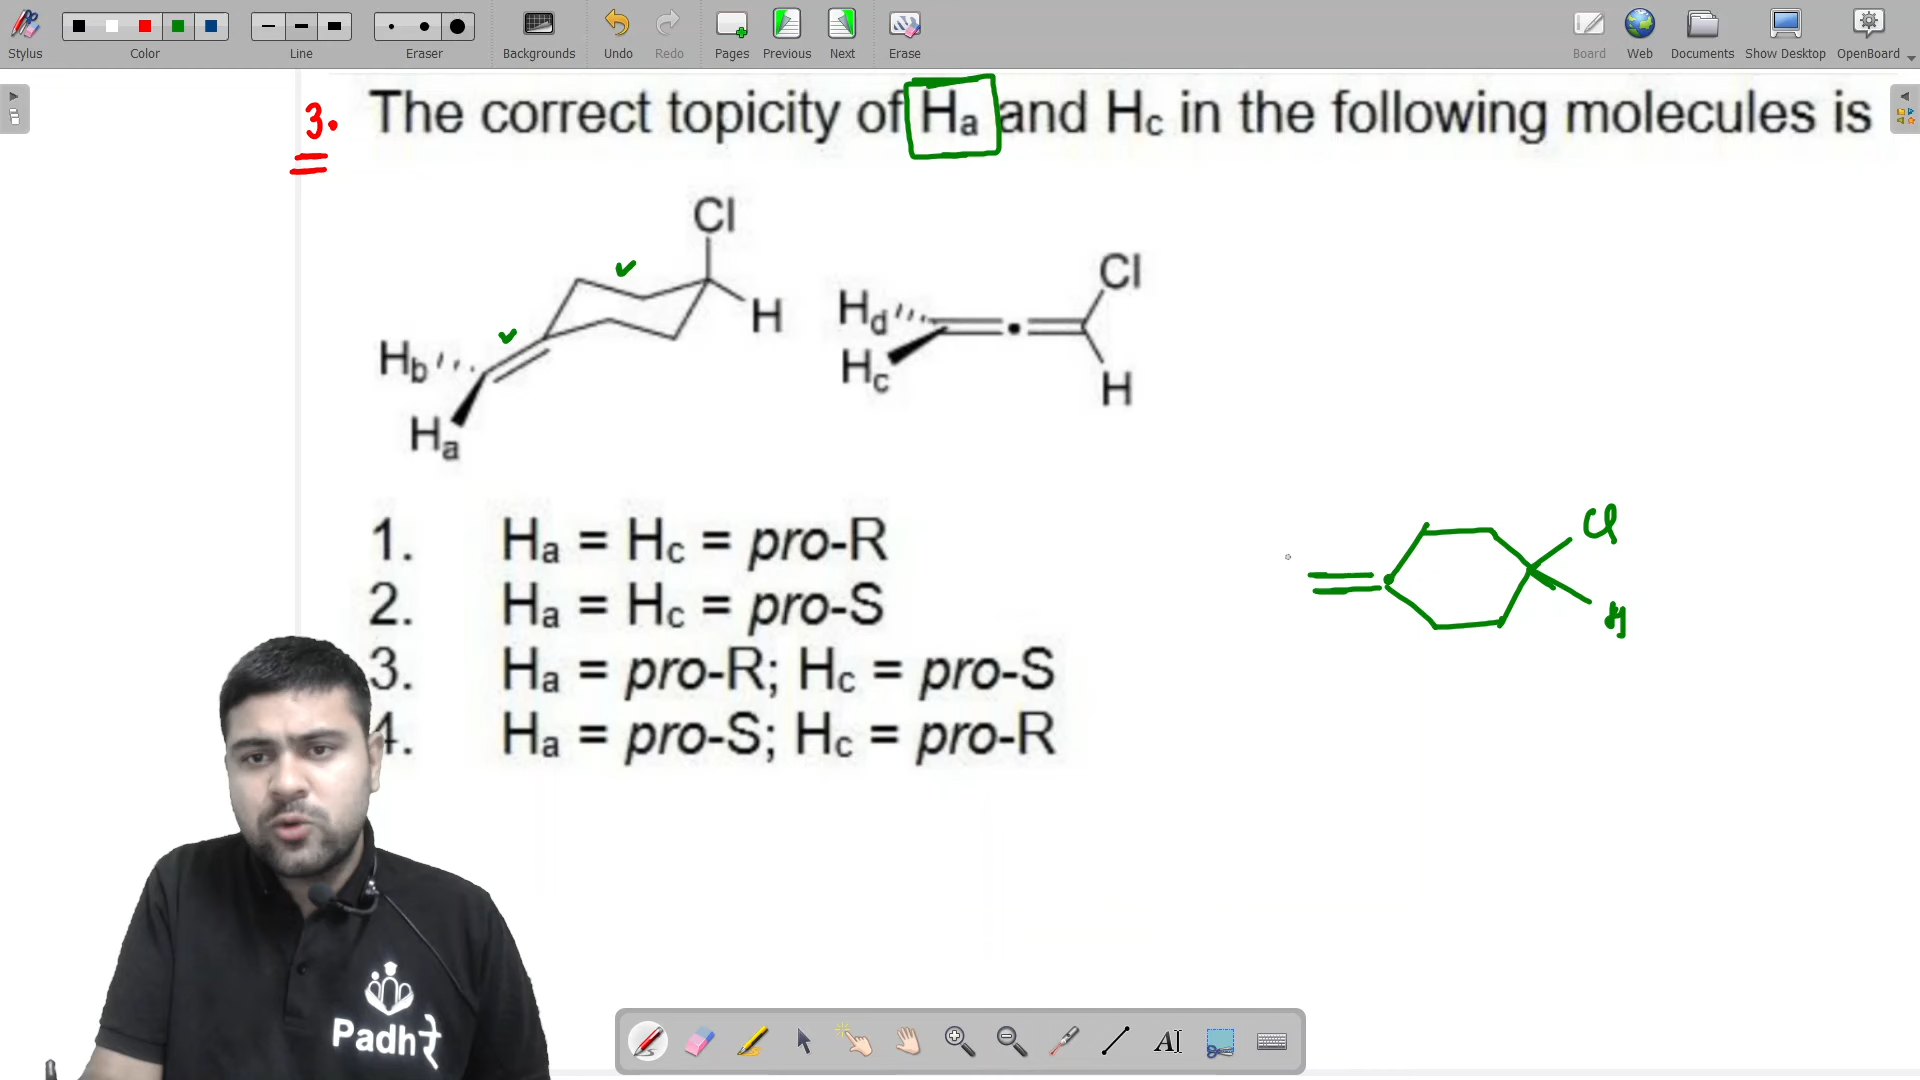 Stylus
Color
Line
Eraser
Backgrounds
Undo
Redo
Pages
Previous
Next
Erase
Board
Web
Documents
Show Desktop
OpenBoard
3. The correct topicity of Ha and Hc in the following molecules is
Cl
H
Hb
Ha
Hd
Hc
Cl
H
1. Ha = Hc = pro-R
2. Ha = Hc = pro-S
3. Ha = pro-R; Hc = pro-S
4. Ha = pro-S; Hc = pro-R
Cl
H
Padhरे